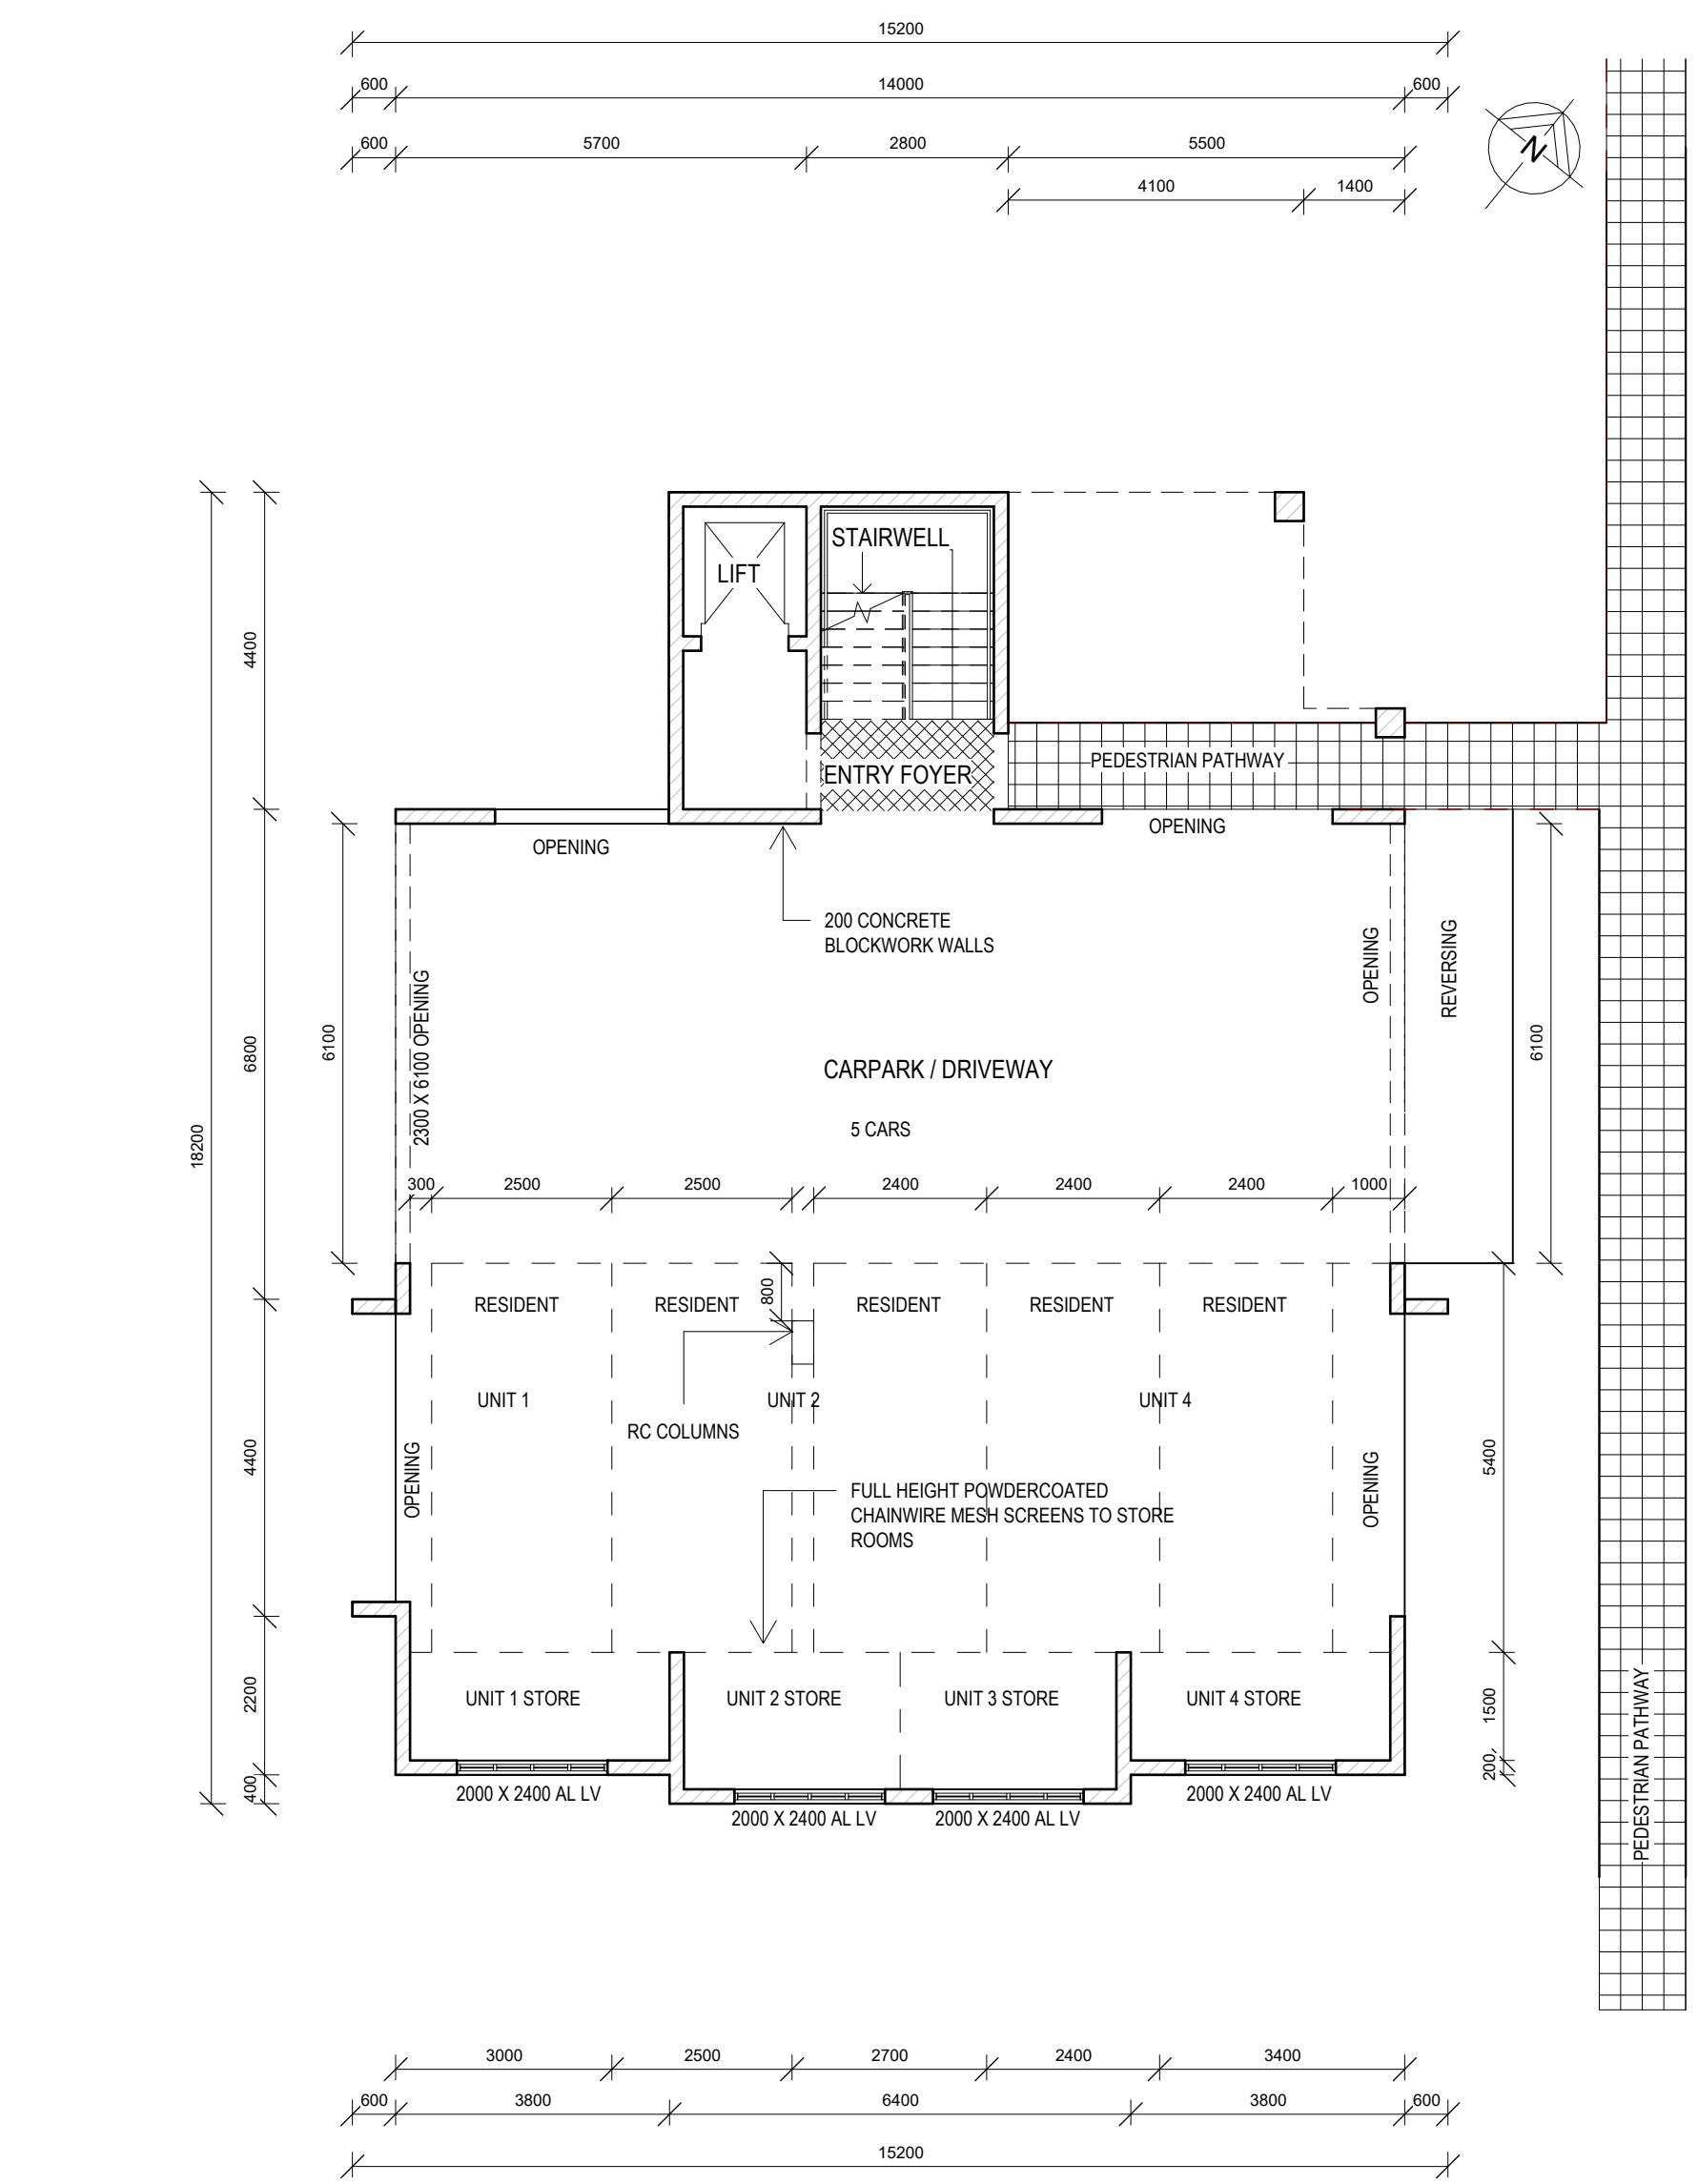 15200
600
14000
600
600
5700
2800
5500
4100
1400
N
STAIRWELL
LIFT
4400
PEDESTRIAN PATHWAY
ENTRY FOYER
OPENING
OPENING
200 CONCRETE
BLOCKWORK WALLS
OPENING
REVERSING
2300 X 6100 OPENING
6100
6800
6100
CARPARK / DRIVEWAY
5 CARS
18200
300
2500
2500
2400
2400
2400
1000
800
RESIDENT
RESIDENT
RESIDENT
RESIDENT
RESIDENT
UNIT 1
UNIT 2
UNIT 4
RC COLUMNS
4400
OPENING
OPENING
5400
FULL HEIGHT POWDERCOATED
CHAINWIRE MESH SCREENS TO STORE
ROOMS
2200
UNIT 1 STORE
UNIT 2 STORE
UNIT 3 STORE
UNIT 4 STORE
1500
PEDESTRIAN PATHWAY
400
200
2000 X 2400 AL LV
2000 X 2400 AL LV
2000 X 2400 AL LV
2000 X 2400 AL LV
3000
2500
2700
2400
3400
600
3800
6400
3800
600
15200